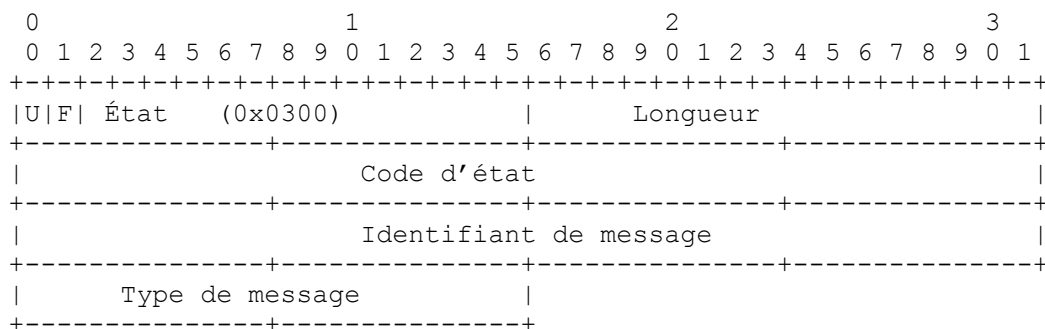 0                   1                   2                   3
 0 1 2 3 4 5 6 7 8 9 0 1 2 3 4 5 6 7 8 9 0 1 2 3 4 5 6 7 8 9 0 1
+-+-+-+-+-+-+-+-+-+-+-+-+-+-+-+-+-+-+-+-+-+-+-+-+-+-+-+-+-+-+-+-+
|U|F| État   (0x0300)           |      Longueur                 |
+---------------+---------------+---------------+---------------+
|                     Code d’état                               |
+---------------+---------------+---------------+---------------+
|                     Identifiant de message                    |
+---------------+---------------+---------------+---------------+
|      Type de message          |
+---------------+---------------+